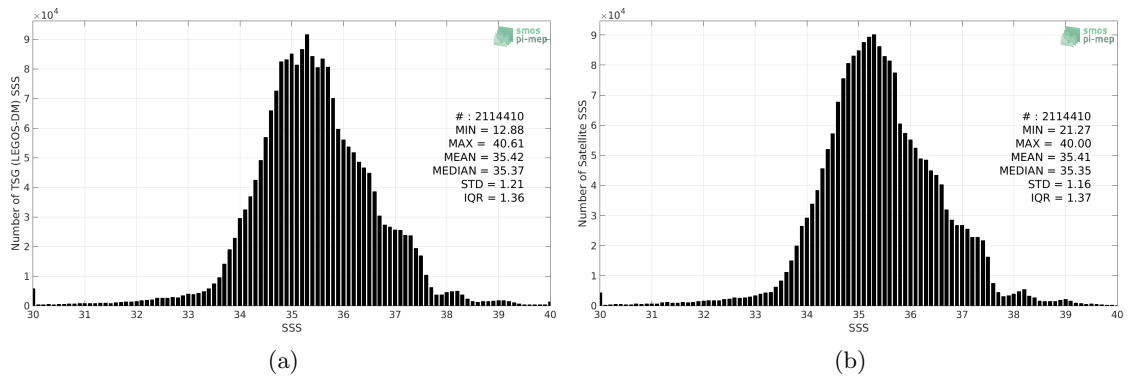 ×10⁴
9
8
7
6
5
4
3
2
1
0
Number of TSG (LEGOS-DM) SSS
30 31 32 33 34 35 36 37 38 39 40
SSS
smos
pi-mep
# : 2114410
MIN = 12.88
MAX = 40.61
MEAN = 35.42
MEDIAN = 35.37
STD = 1.21
IQR = 1.36
(a)
×10⁴
9
8
7
6
5
4
3
2
1
0
Number of Satellite SSS
30 31 32 33 34 35 36 37 38 39 40
SSS
smos
pi-mep
# : 2114410
MIN = 21.27
MAX = 40.00
MEAN = 35.41
MEDIAN = 35.35
STD = 1.16
IQR = 1.37
(b)